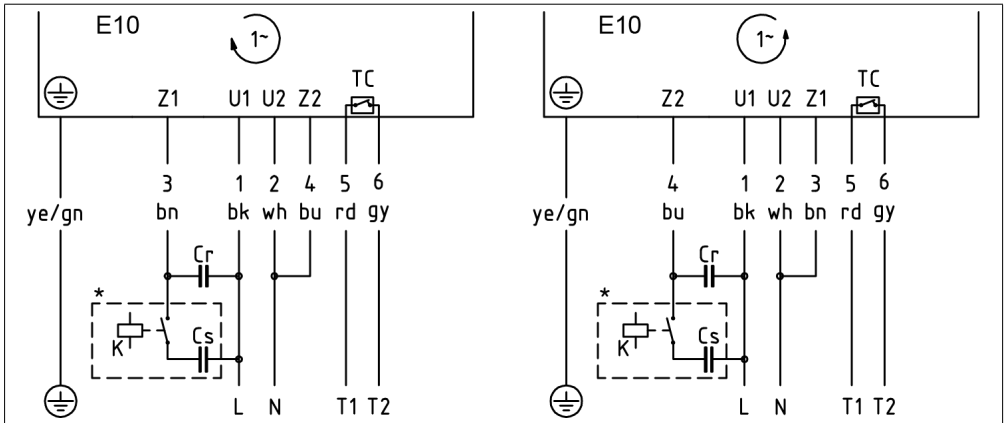 E10 1~
TC
Z1 U1 U2 Z2
3 1 2 4 5 6
ye/gn bn bk wh bu rd gy
Cr
*
K Cs
L N T1 T2
E10 1~
TC
Z2 U1 U2 Z1
4 1 2 3 5 6
ye/gn bu bk wh bn rd gy
Cr
*
K Cs
L N T1 T2